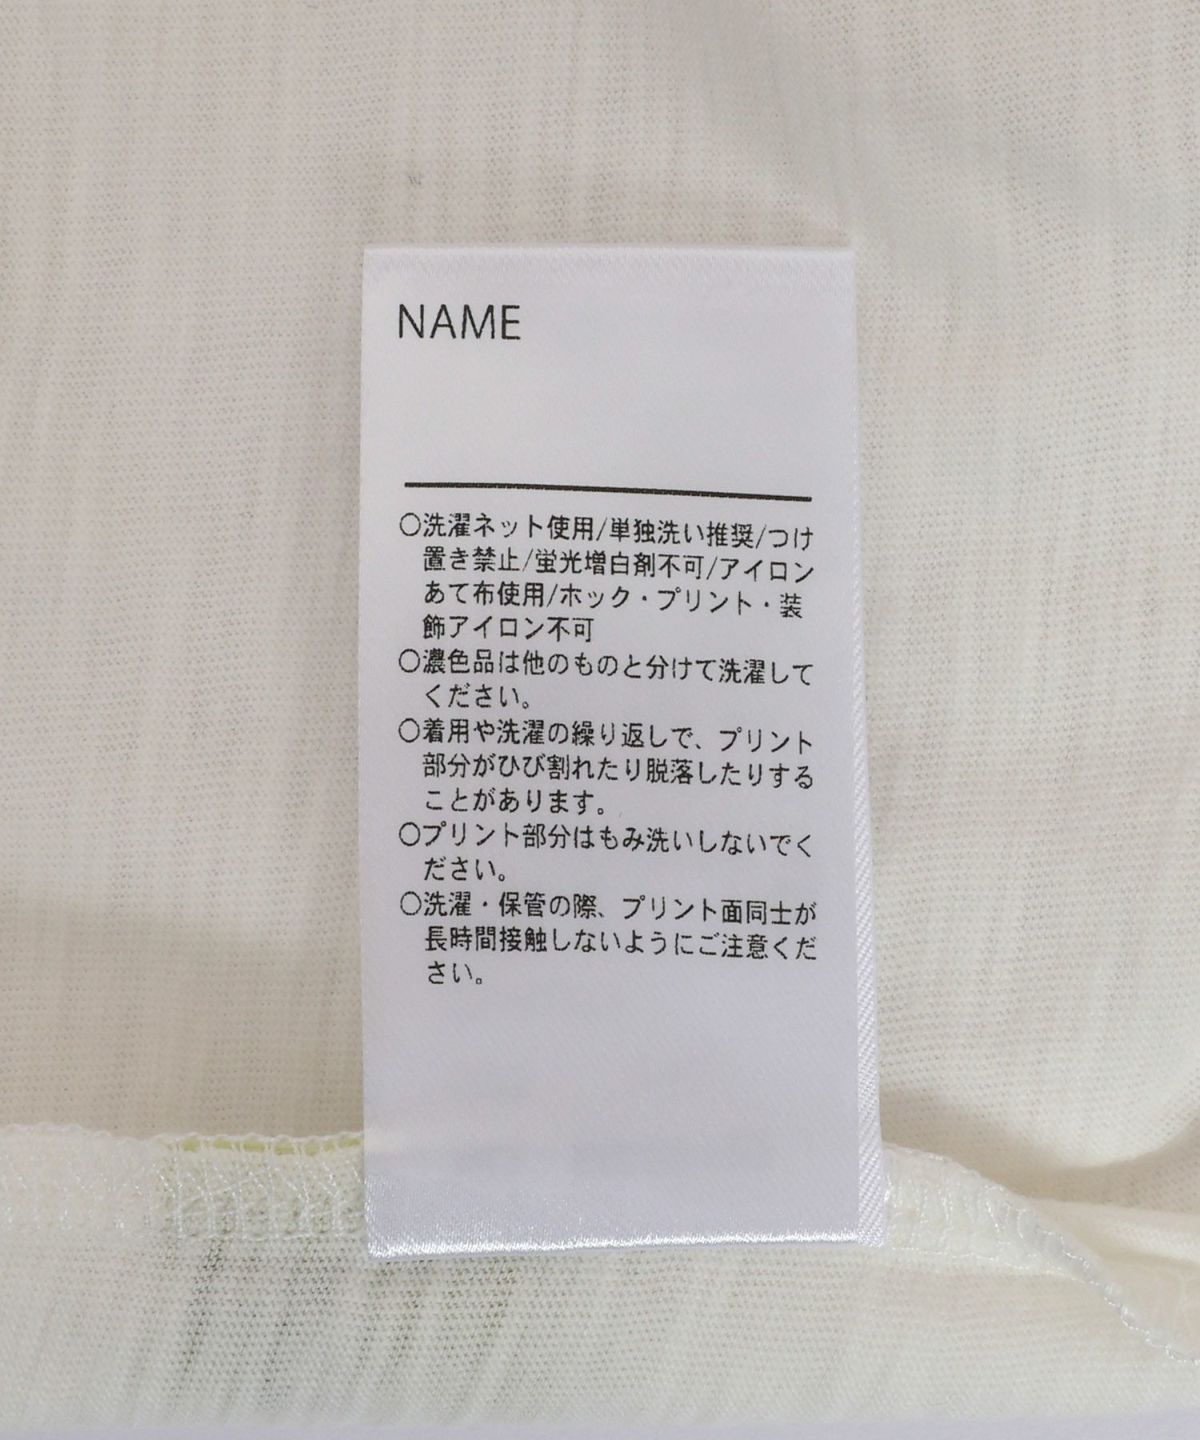 NAME
○洗濯ネット使用/単独洗い推奨/つけ
置き禁止/蛍光増白剤不可/アイロン
あて布使用/ホック・プリント・装
飾アイロン不可
○濃色品は他のものと分けて洗濯して
ください。
○着用や洗濯の繰り返しで、プリント
部分がひび割れたり脱落したりする
ことがあります。
○プリント部分はもみ洗いしないでく
ださい。
○洗濯・保管の際、プリント面同士が
長時間接触しないようにご注意くだ
さい。